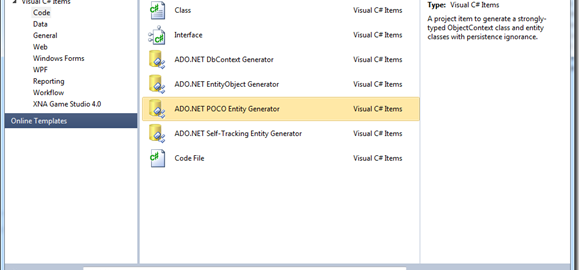 Visual C# Items
Code
Data
General
Web
Windows Forms
WPF
Reporting
Workflow
XNA Game Studio 4.0
Online Templates
Class Visual C# Items
Interface Visual C# Items
ADO.NET DbContext Generator Visual C# Items
ADO.NET EntityObject Generator Visual C# Items
ADO.NET POCO Entity Generator Visual C# Items
ADO.NET Self-Tracking Entity Generator Visual C# Items
Code File Visual C# Items
Type: Visual C# Items
A project item to generate a strongly-
typed ObjectContext class and entity
classes with persistence ignorance.